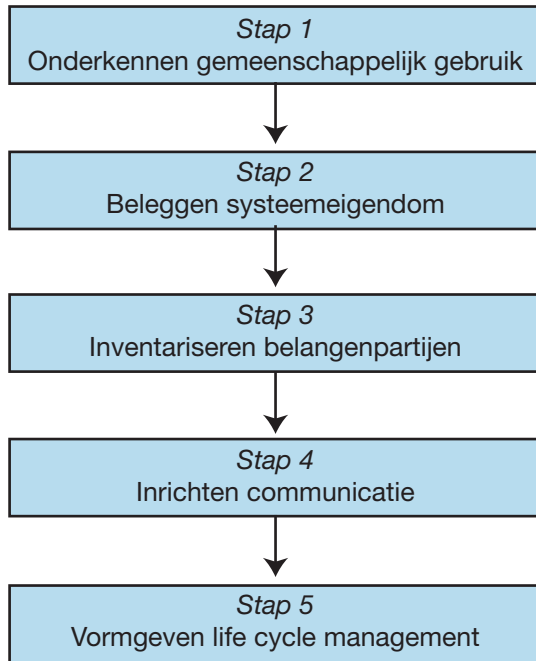 Stap 1
Onderkennen gemeenschappelijk gebruik
Stap 2
Beleggen systeemeigendom
Stap 3
Inventariseren belangenpartijen
Stap 4
Inrichten communicatie
Stap 5
Vormgeven life cycle management